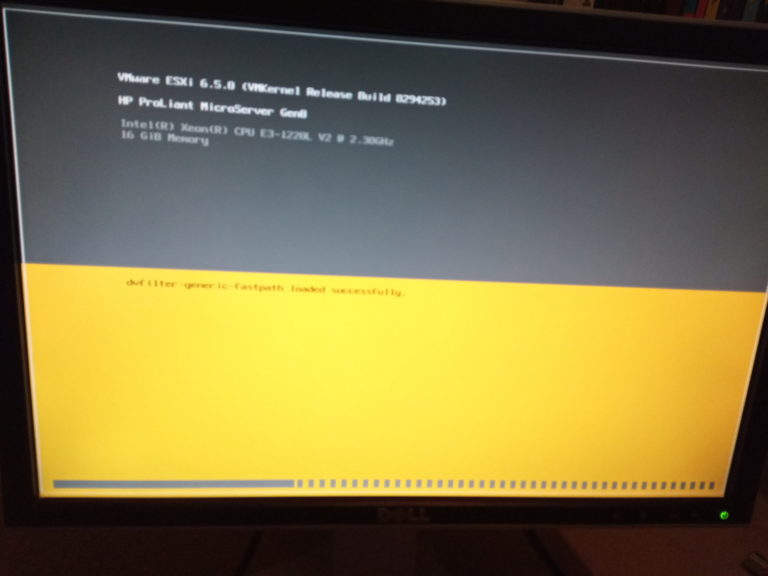 VMware ESXi 6.5.0 (VMKernel Release Build 8294253)
HP ProLiant MicroServer Gen8
Intel(R) Xeon(R) CPU E3-1220L V2 @ 2.30GHz
16 GiB Memory
dvfilter-generic-fastpath loaded successfully.
DELL